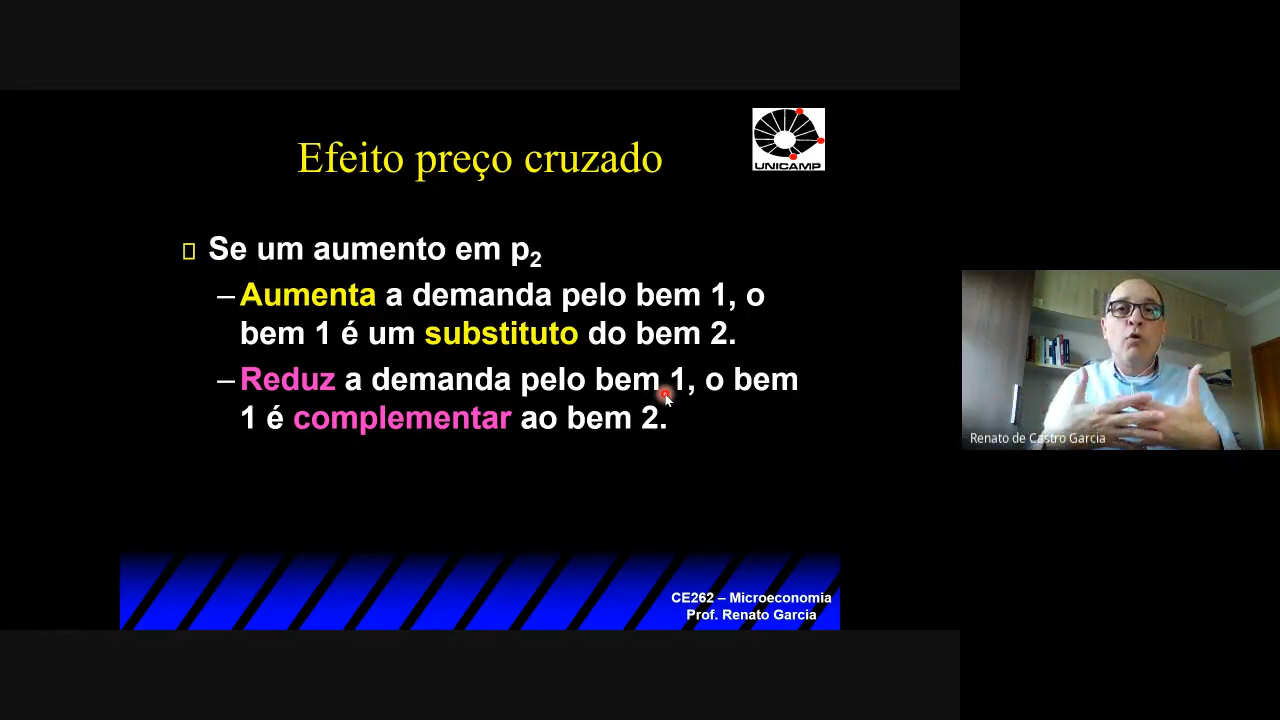 Efeito preço cruzado
UNICAMP
Se um aumento em p₂
–Aumenta a demanda pelo bem 1, o
bem 1 é um substituto do bem 2.
–Reduz a demanda pelo bem 1, o bem
1 é complementar ao bem 2.
Renato de Castro Garcia
CE262 – Microeconomia
Prof. Renato Garcia